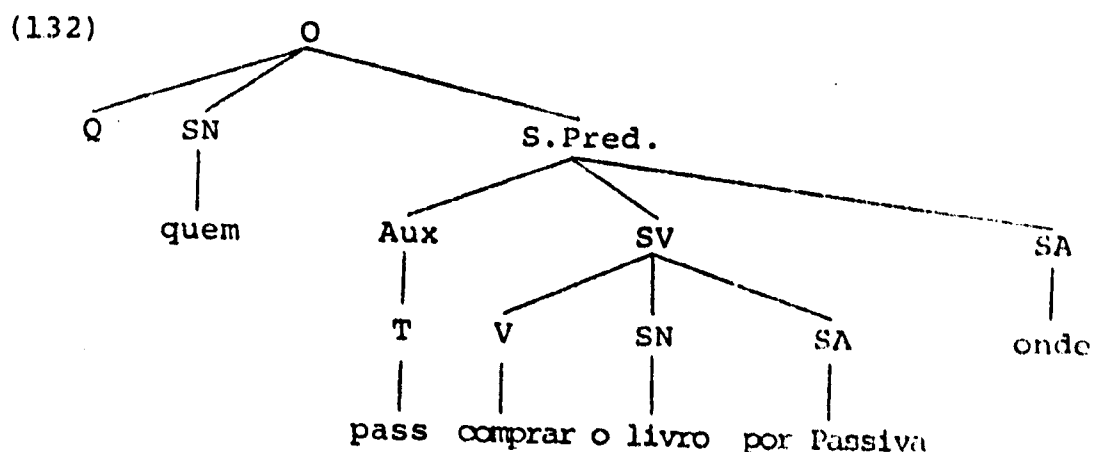 (132)
O
Q SN S.Pred.
quem Aux SV SA
T V SN SA onde
pass comprar o livro por Passiva